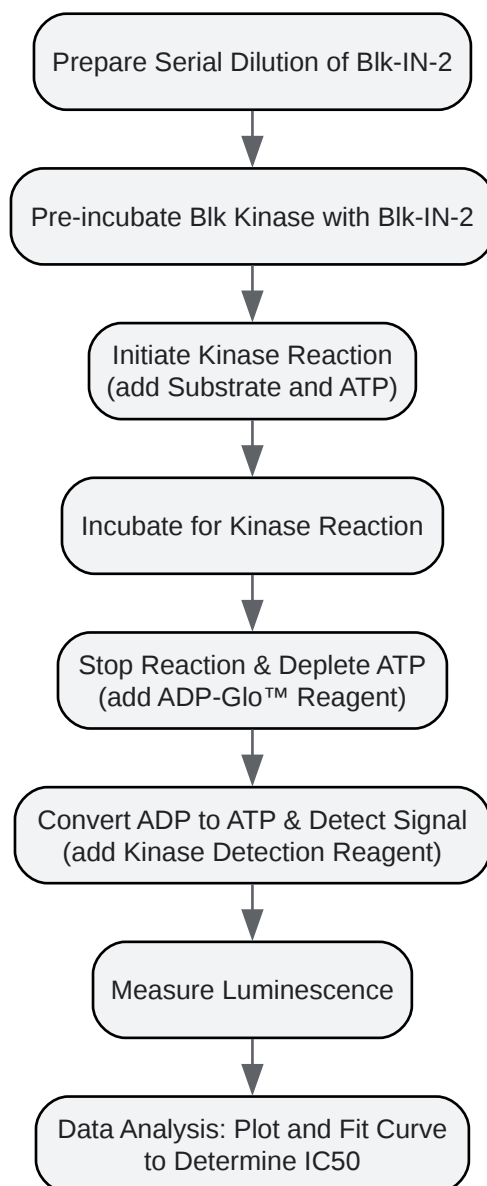 Prepare Serial Dilution of Blk-IN-2
Pre-incubate Blk Kinase with Blk-IN-2
Initiate Kinase Reaction
(add Substrate and ATP)
Incubate for Kinase Reaction
Stop Reaction & Deplete ATP
(add ADP-Glo™ Reagent)
Convert ADP to ATP & Detect Signal
(add Kinase Detection Reagent)
Measure Luminescence
Data Analysis: Plot and Fit Curve
to Determine IC50